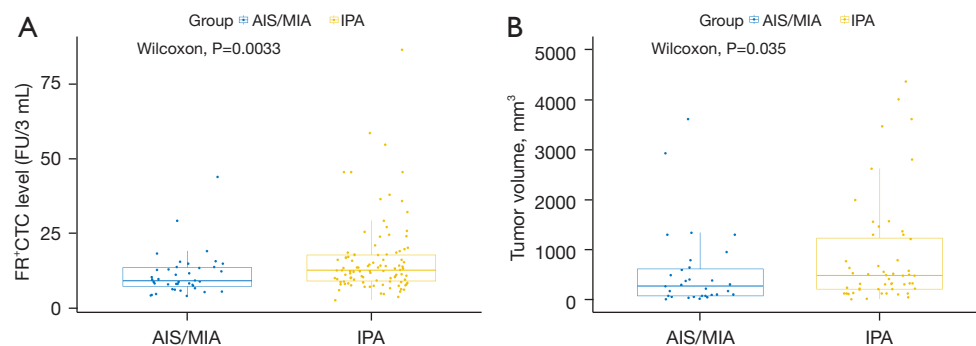 A
Group AIS/MIA IPA
Wilcoxon, P=0.0033
FR⁺CTC level (FU/3 mL)
75
50
25
0
AIS/MIA IPA
B
Group AIS/MIA IPA
Wilcoxon, P=0.035
Tumor volume, mm³
5000
4000
3000
2000
1000
0
AIS/MIA IPA